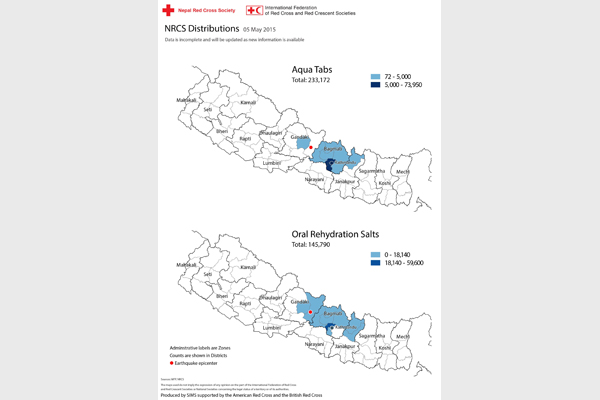 Nepal Red Cross Society
International Federation
of Red Cross and Red Crescent Societies
NRCS Distributions 05 May 2015
Data is incomplete and will be updated as new information is available
Aqua Tabs
Total: 233,172
72 - 5,000
5,000 - 73,950
Mahakali
Seti
Karnali
Bheri
Rapti
Dhaulagiri
Gandaki
Lumbini
Bagmati
Narayani
Janakpur
Sagarmatha
Koshi
Mechi
Oral Rehydration Salts
Total: 145,790
0 - 18,140
18,140 - 59,600
Mahakali
Seti
Karnali
Bheri
Rapti
Dhaulagiri
Gandaki
Lumbini
Bagmati
Narayani
Janakpur
Sagarmatha
Koshi
Mechi
Administrative labels are Zones
Counts are shown in Districts
Earthquake epicenter
Produced by SIMS supported by the American Red Cross and the British Red Cross